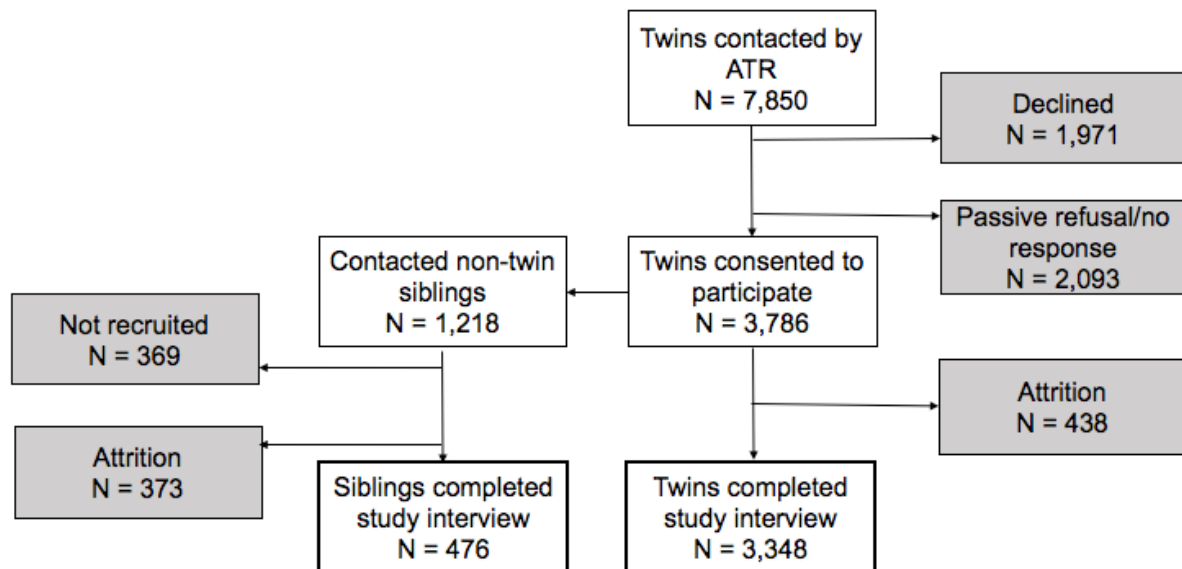 Twins contacted by
ATR
N = 7,850
Declined
N = 1,971
Passive refusal/no
response
N = 2,093
Contacted non-twin
siblings
N = 1,218
Twins consented to
participate
N = 3,786
Not recruited
N = 369
Attrition
N = 438
Attrition
N = 373
Siblings completed
study interview
N = 476
Twins completed
study interview
N = 3,348